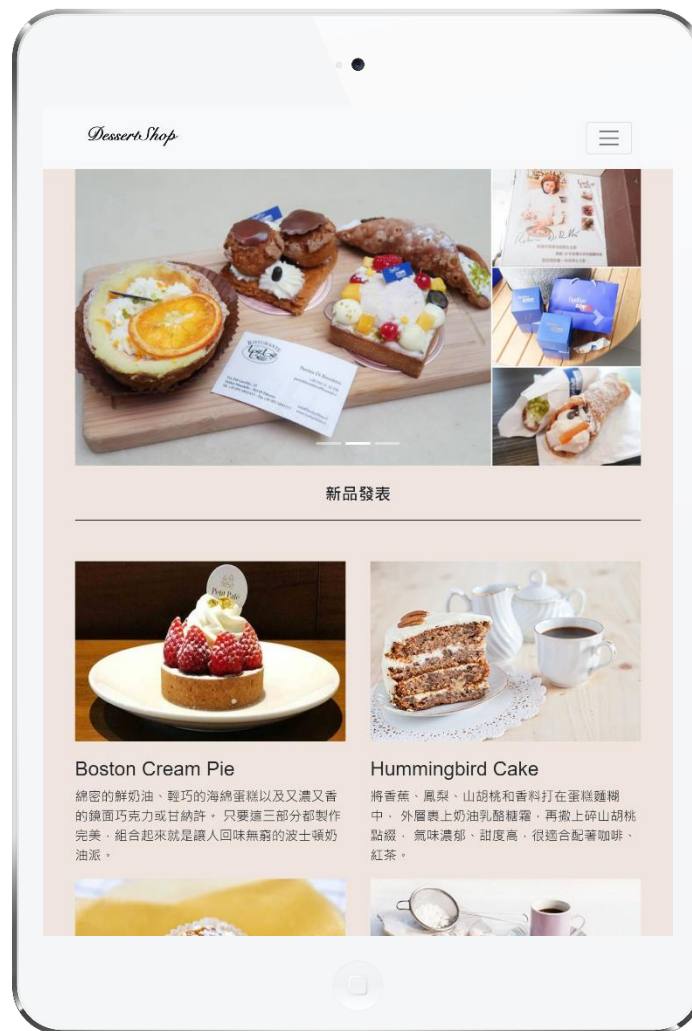 DessertShop
RISTORANTE
新品發表
Petit Paté
Boston Cream Pie
綿密的鮮奶油、輕巧的海綿蛋糕以及又濃又香
的鏡面巧克力或甘納許。 只要這三部分都製作
完美，組合起來就是讓人回味無窮的波士頓奶
油派。
Hummingbird Cake
將香蕉、鳳梨、山胡桃和香料打在蛋糕麵糊
中， 外層裹上奶油乳酪糖霜，再撒上碎山胡桃
點綴， 氣味濃郁、甜度高，很適合配著咖啡、
紅茶。